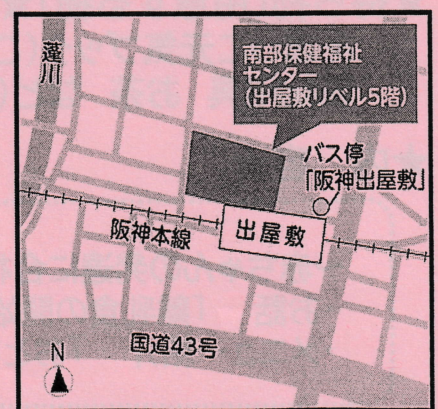 蓬川
南部保健福祉
センター
(出屋敷リベル5階)
バス停
「阪神出屋敷」
阪神本線
出屋敷
国道43号
N